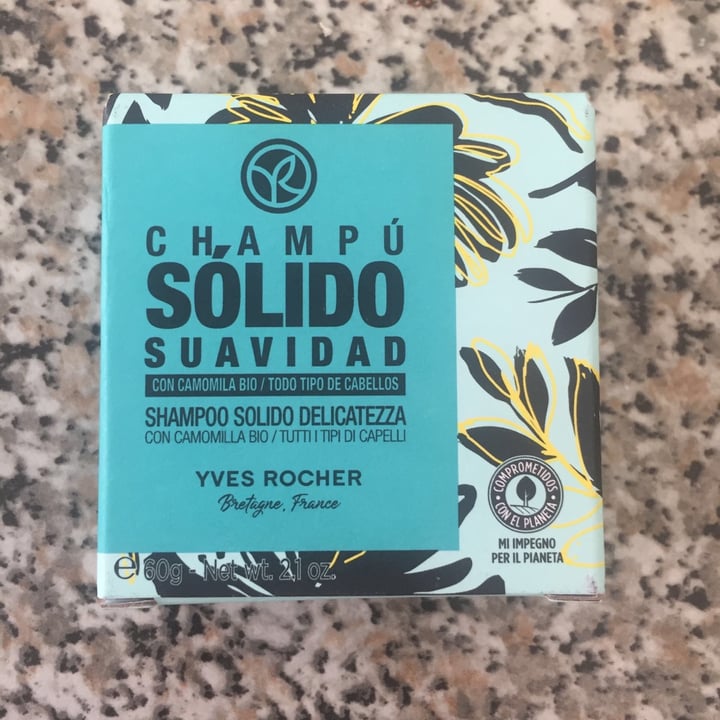 CHAMPÚ
SÓLIDO
SUAVIDAD
CON CAMOMILA BIO / TODO TIPO DE CABELLOS
SHAMPOO SOLIDO DELICATEZZA
CON CAMOMILLA BIO / TUTTI I TIPI DI CAPELLI
YVES ROCHER
Bretagne, France
℮ 60g - Net wt. 2.1 oz.
COMPROMETIDOS
· CON EL PLANETA ·
MI IMPEGNO
PER IL PIANETA